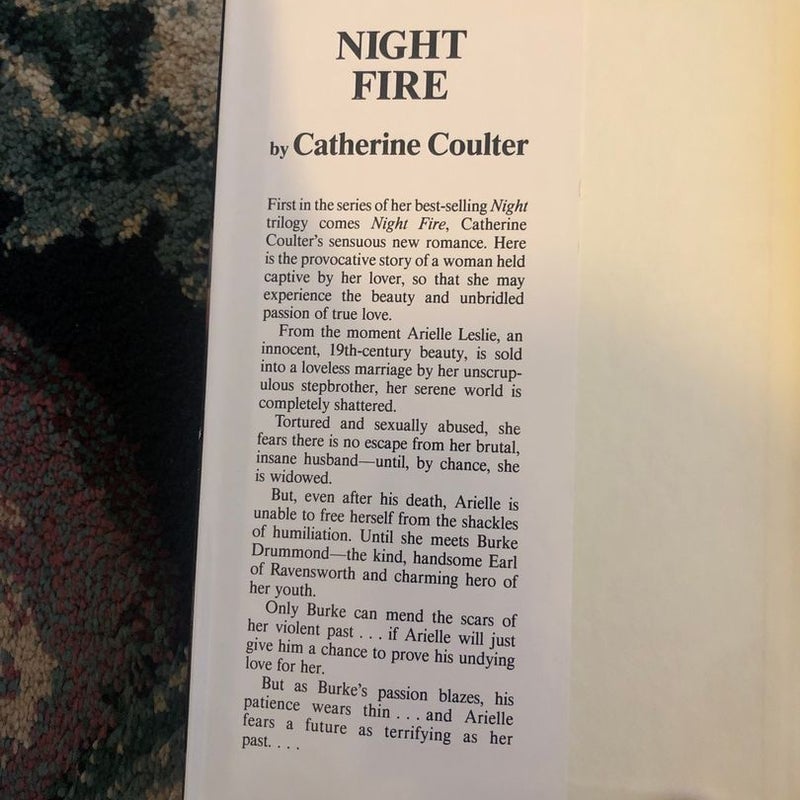 NIGHT
FIRE
by Catherine Coulter
First in the series of her best-selling Night
trilogy comes Night Fire, Catherine
Coulter's sensuous new romance. Here
is the provocative story of a woman held
captive by her lover, so that she may
experience the beauty and unbridled
passion of true love.
From the moment Arielle Leslie, an
innocent, 19th-century beauty, is sold
into a loveless marriage by her unscrup-
ulous stepbrother, her serene world is
completely shattered.
Tortured and sexually abused, she
fears there is no escape from her brutal,
insane husband—until, by chance, she
is widowed.
But, even after his death, Arielle is
unable to free herself from the shackles
of humiliation. Until she meets Burke
Drummond—the kind, handsome Earl
of Ravensworth and charming hero of
her youth.
Only Burke can mend the scars of
her violent past . . . if Arielle will just
give him a chance to prove his undying
love for her.
But as Burke's passion blazes, his
patience wears thin . . . and Arielle
fears a future as terrifying as her
past. . . .